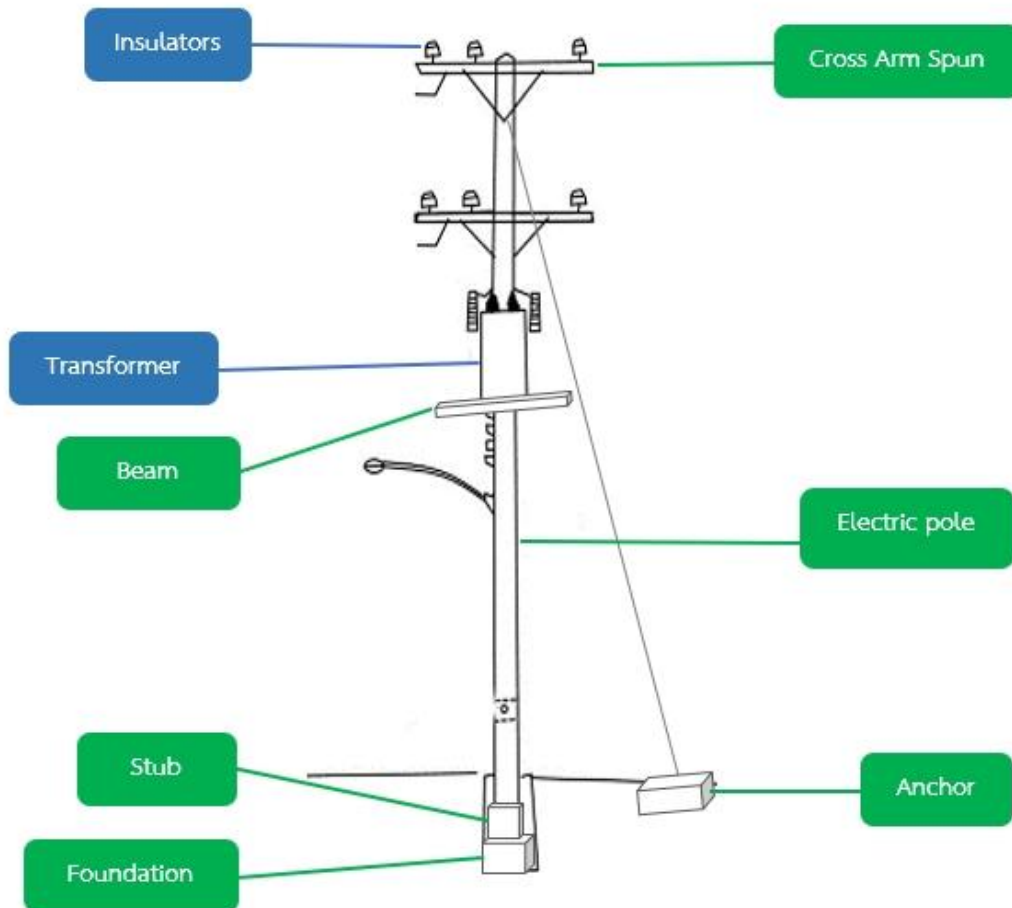 Insulators
Cross Arm Spun
Transformer
Beam
Electric pole
Stub
Anchor
Foundation